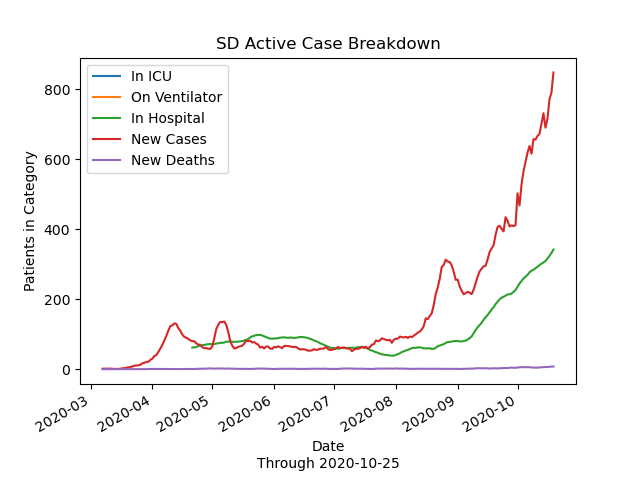 SD Active Case Breakdown
In ICU
On Ventilator
In Hospital
New Cases
New Deaths
Patients in Category
800
600
400
200
0
2020-03
2020-04
2020-05
2020-06
2020-07
2020-08
2020-09
2020-10
Date
Through 2020-10-25